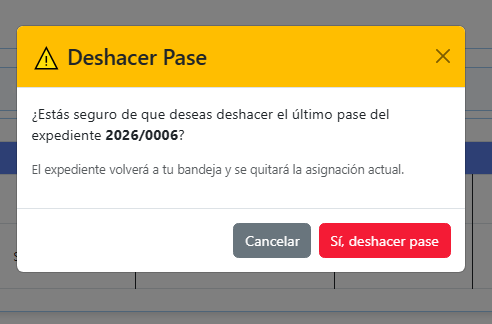 Deshacer Pase
¿Estás seguro de que deseas deshacer el último pase del
expediente 2026/0006?
El expediente volverá a tu bandeja y se quitará la asignación actual.
Cancelar
Sí, deshacer pase